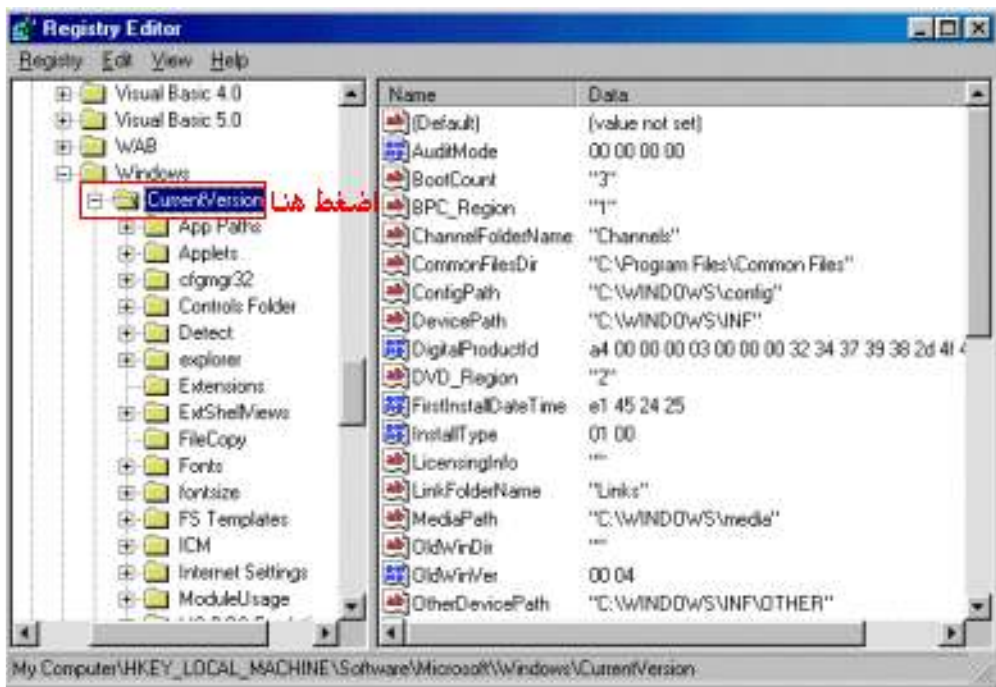 Registry Editor
Registry Edit View Help
Visual Basic 4.0
Visual Basic 5.0
WAB
Windows
CurrentVersion اضغط هنا
App Paths
Applets
cfgmgr32
Controls Folder
Detect
explorer
Extensions
ExtShellViews
FileCopy
Fonts
fontsize
FS Templates
ICM
Internet Settings
ModuleUsage
Name Data
(Default) (value not set)
AuditMode 00 00 00 00
BootCount "3"
BPC_Region "1"
ChannelFolderName "Channels"
CommonFilesDir "C:\Program Files\Common Files"
ConfigPath "C:\WINDOWS\config"
DevicePath "C:\WINDOWS\INF"
DigitalProductId a4 00 00 00 03 00 00 00 32 34 37 39 38 2d 4f 4
DVD_Region "2"
FirstInstallDateTime e1 45 24 25
InstallType 01 00
LicensingInfo ""
LinkFolderName "Links"
MediaPath "C:\WINDOWS\media"
OldWinDir ""
OldWinVer 00 04
OtherDevicePath "C:\WINDOWS\INF\OTHER"
My Computer\HKEY_LOCAL_MACHINE\Software\Microsoft\Windows\CurrentVersion